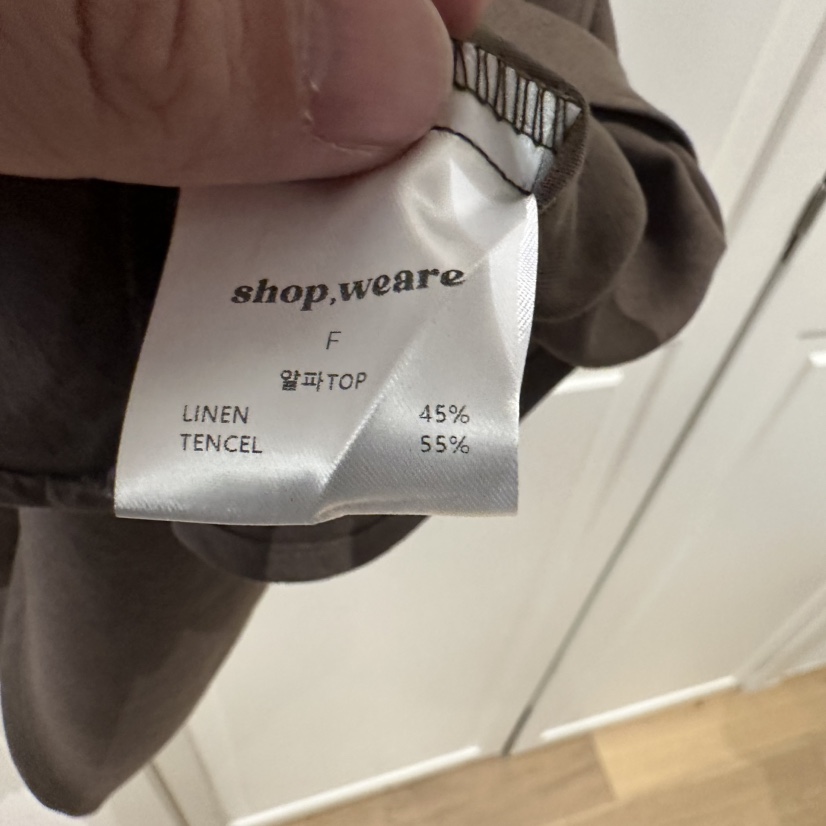 shop,weare
F
알파TOP
LINEN 45%
TENCEL 55%